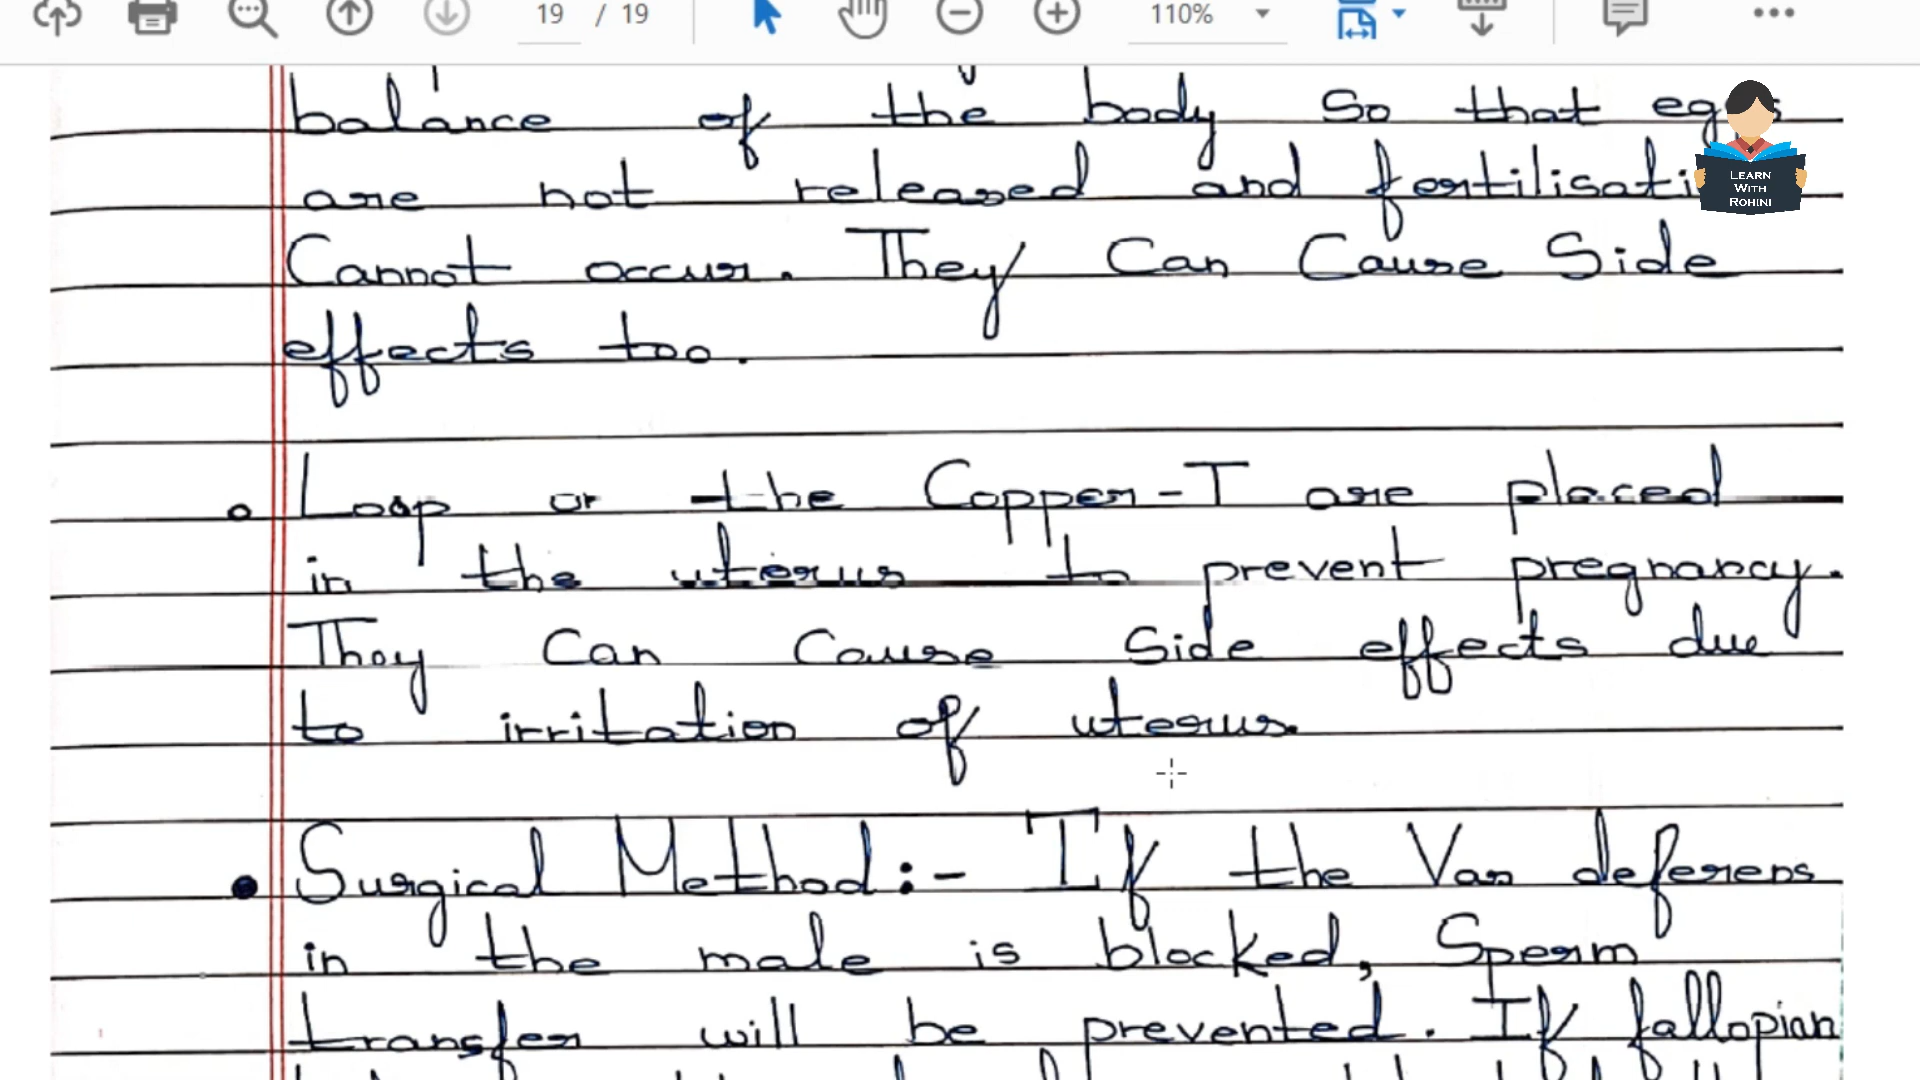 19 / 19 110%
balance of the body so that eggs
are not released and fertilisati
Cannot occur. They Can Cause Side
effects too.
LEARN
WITH
ROHINI
Loop or the Copper-T are placed
in the uterus to prevent pregnancy.
They Can Cause Side effects due
to irritation of uterus.
Surgical Method:- If the Vas deferens
in the male is blocked, Sperm
transfer will be prevented. If fallopian